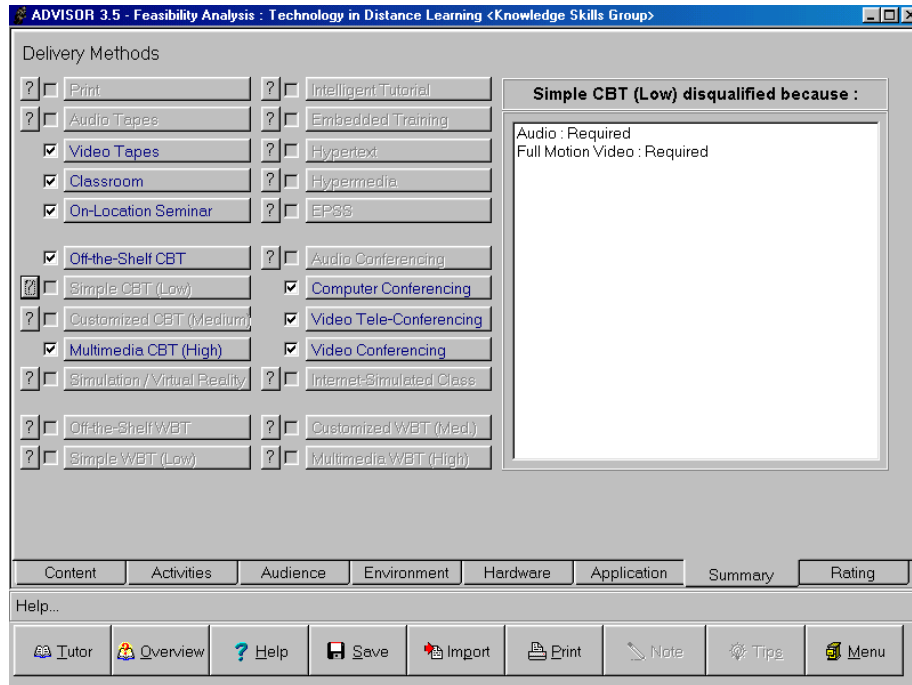 ADVISOR 3.5 - Feasibility Analysis : Technology in Distance Learning <Knowledge Skills Group>
Delivery Methods
? Print
? Audio Tapes
Video Tapes
Classroom
On-Location Seminar
Off-the-Shelf CBT
? Simple CBT (Low)
? Customized CBT (Medium)
Multimedia CBT (High)
? Simulation / Virtual Reality
? Off-the-Shelf WBT
? Simple WBT (Low)
? Intelligent Tutorial
? Embedded Training
? Hypertext
? Hypermedia
? EPSS
? Audio Conferencing
Computer Conferencing
Video Tele-Conferencing
Video Conferencing
? Internet-Simulated Class
? Customized WBT (Med.)
? Multimedia WBT (High)
Simple CBT (Low) disqualified because :
Audio : Required
Full Motion Video : Required
Content Activities Audience Environment Hardware Application Summary Rating
Help...
Tutor Overview ? Help Save Import Print Note Tips Menu